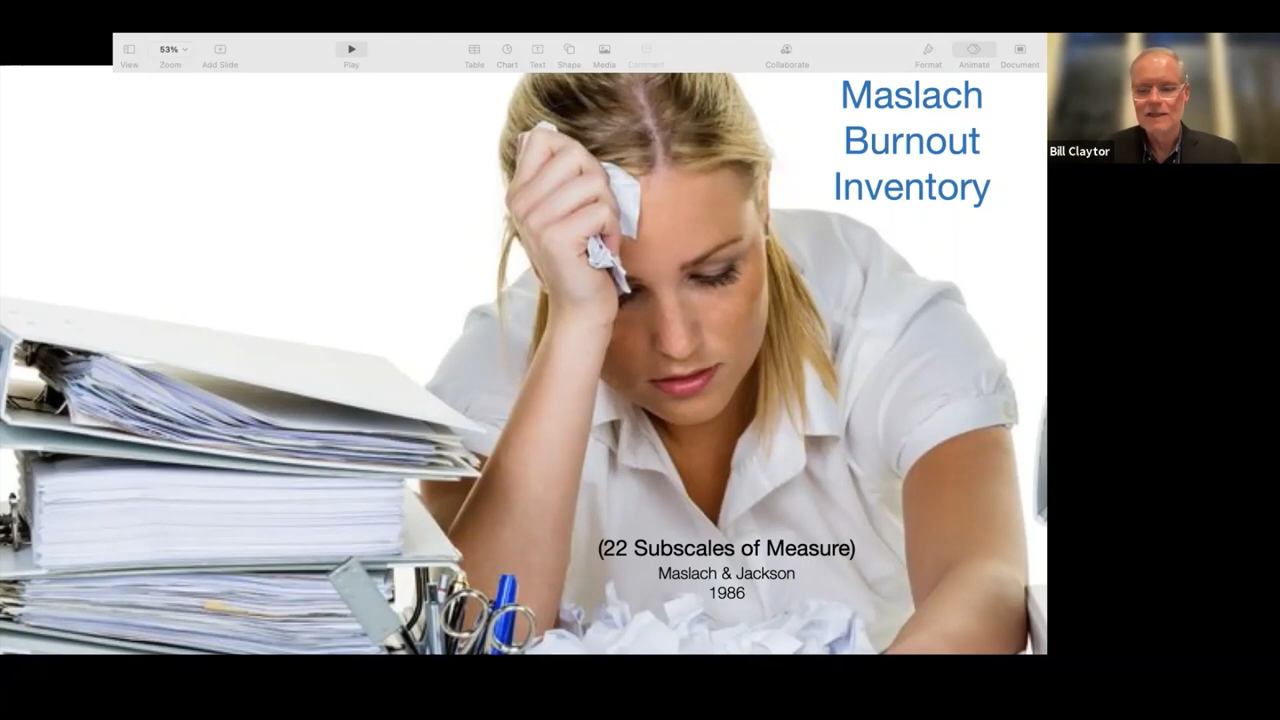 53%
View
Zoom
Add Slide
Play
Table
Chart
Text
Shape
Media
Comment
Collaborate
Format
Animate
Document
Maslach
Burnout
Inventory
Bill Claytor
(22 Subscales of Measure)
Maslach & Jackson
1986